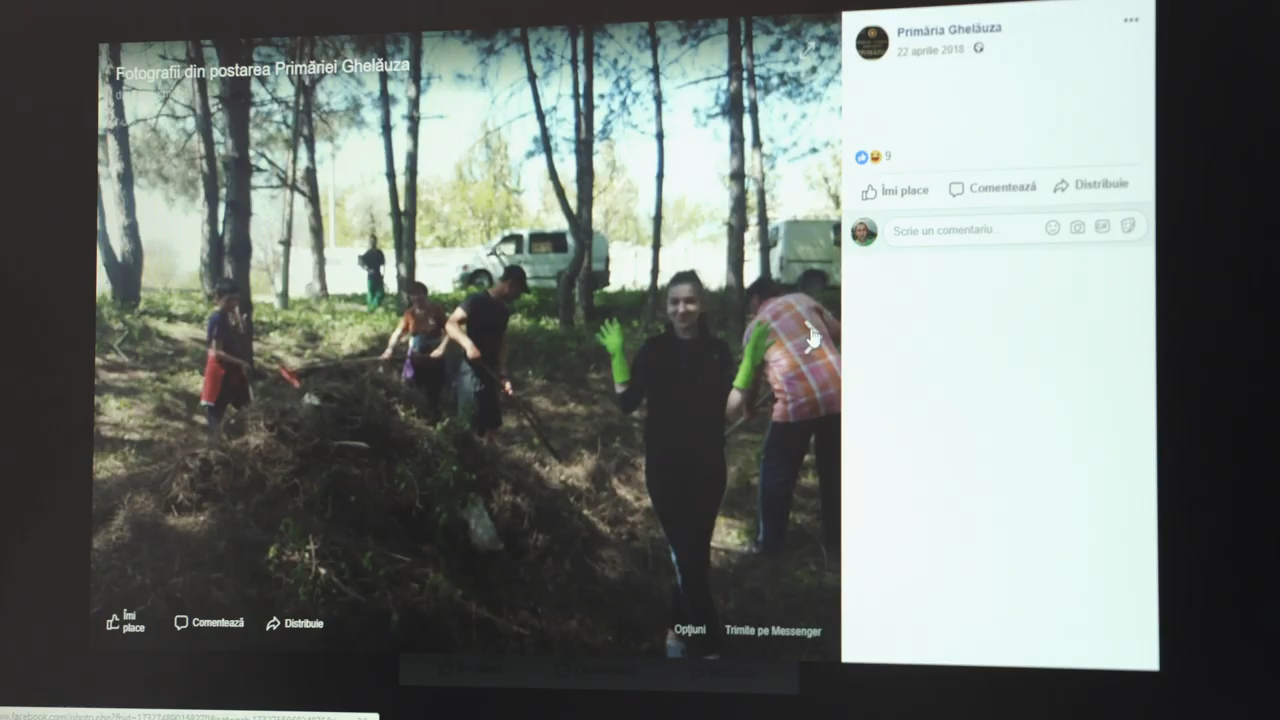 Fotografii din postarea Primăriei Ghelăuza
Primăria Ghelăuza
22 aprilie 2018
9
Îmi place
Comentează
Distribuie
Scrie un comentariu...
Îmi
place
Comentează
Distribuie
Opțiuni
Trimite pe Messenger